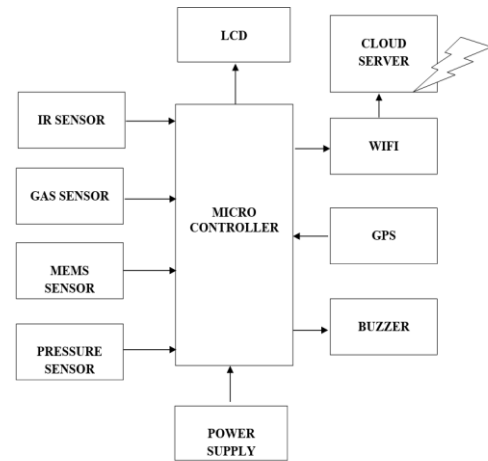 LCD
CLOUD
SERVER
IR SENSOR
WIFI
GAS SENSOR
MICRO
CONTROLLER
GPS
MEMS
SENSOR
BUZZER
PRESSURE
SENSOR
POWER
SUPPLY